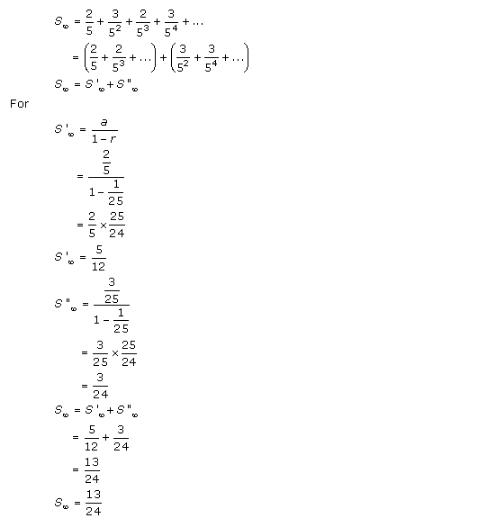 S∞ = 2/5 + 3/5² + 2/5³ + 3/5⁴ + ...
= (2/5 + 2/5³ + ...) + (3/5² + 3/5⁴ + ...)
S∞ = S'∞ + S"∞
For
S'∞ = a/(1 − r)
= (2/5)/(1 − 1/25)
= 2/5 × 25/24
S'∞ = 5/12
S"∞ = (3/25)/(1 − 1/25)
= 3/25 × 25/24
= 3/24
S∞ = S'∞ + S"∞
= 5/12 + 3/24
= 13/24
S∞ = 13/24